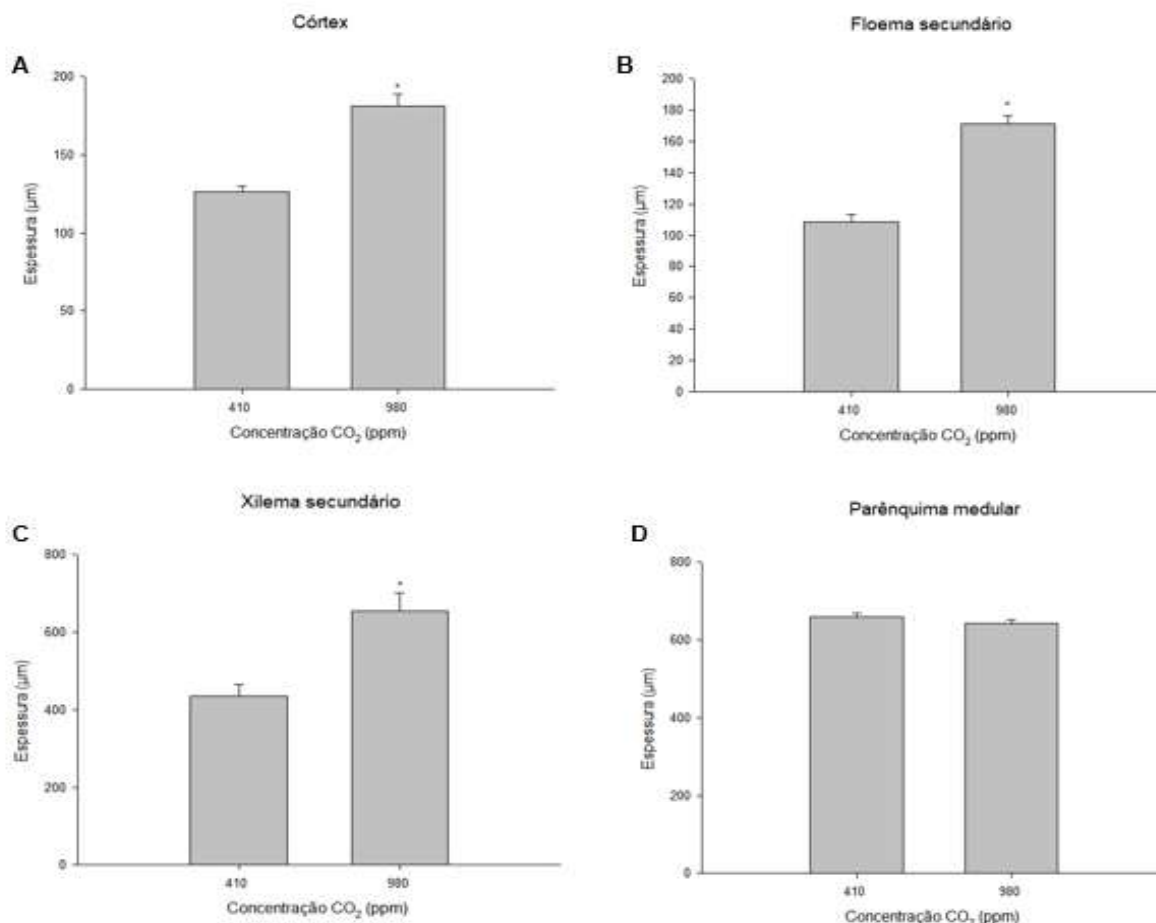 Córtex
A
200
*
150
100
50
0
Espessura (µm)
410 980
Concentração CO2 (ppm)
Floema secundário
B
200
180
*
160
140
120
100
80
60
40
20
0
Espessura (µm)
410 980
Concentração CO2 (ppm)
Xilema secundário
C
800
*
600
400
200
0
Espessura (µm)
410 980
Concentração CO2 (ppm)
Parênquima medular
D
800
600
400
200
0
Espessura (µm)
410 980
Concentração CO2 (ppm)